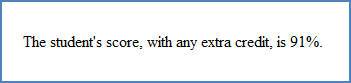 The student's score, with any extra credit, is 91%.